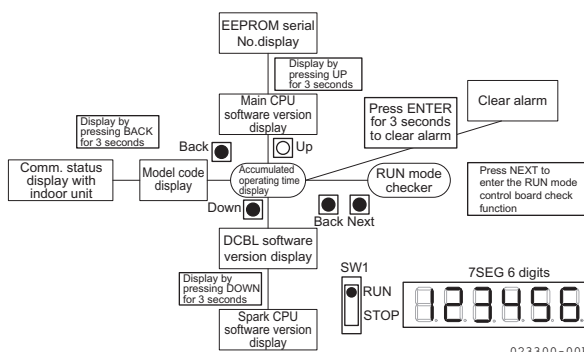 EEPROM serial
No.display
Display by
pressing UP
for 3 seconds
Main CPU
software version
display
Press ENTER
for 3 seconds
to clear alarm
Clear alarm
Display by
pressing BACK
for 3 seconds
Back
Up
Comm. status
display with
indoor unit
Model code
display
Accumulated
operating time
display
RUN mode
checker
Press NEXT to
enter the RUN mode
control board check
function
Down
Back Next
DCBL software
version display
Display by
pressing DOWN
for 3 seconds
Spark CPU
software version
display
SW1
RUN
STOP
7SEG 6 digits
123456